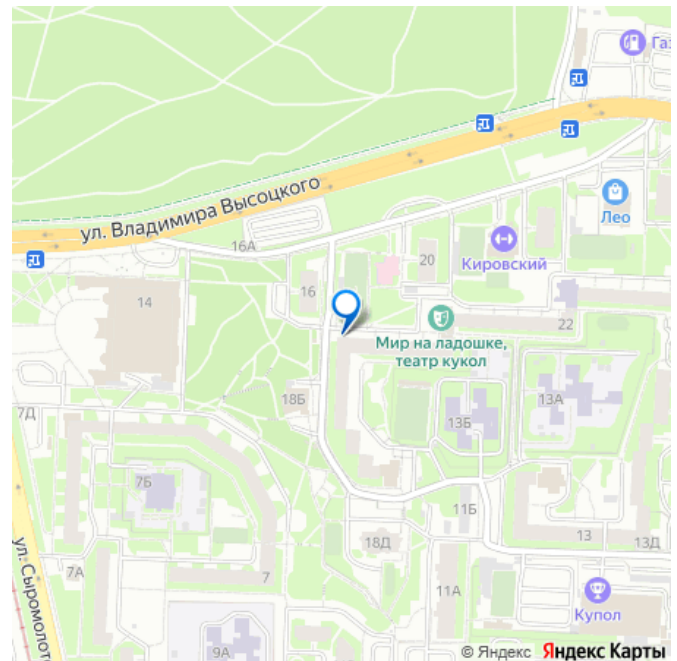 Газ
ул. Владимира Высоцкого
16А
Лео
Кировский
20
16
14
22
Мир на ладошке,
театр кукол
18Б
13А
7Д
13Б
7Б
11Б
13
18Д
13Д
ул. Сыромолото
7А
7
11А
Купол
9А
© Яндекс Яндекс Карты